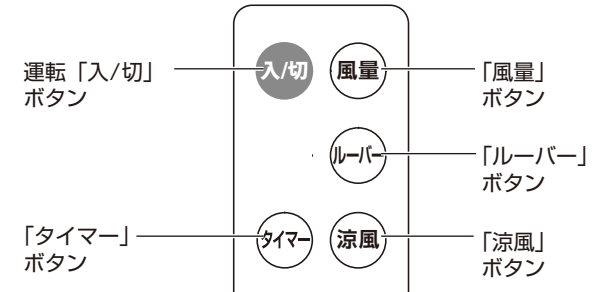 運転「入/切」
ボタン
入/切
風量
「風量」
ボタン
ルーバー
「ルーバー」
ボタン
「タイマー」
ボタン
タイマー
涼風
「涼風」
ボタン